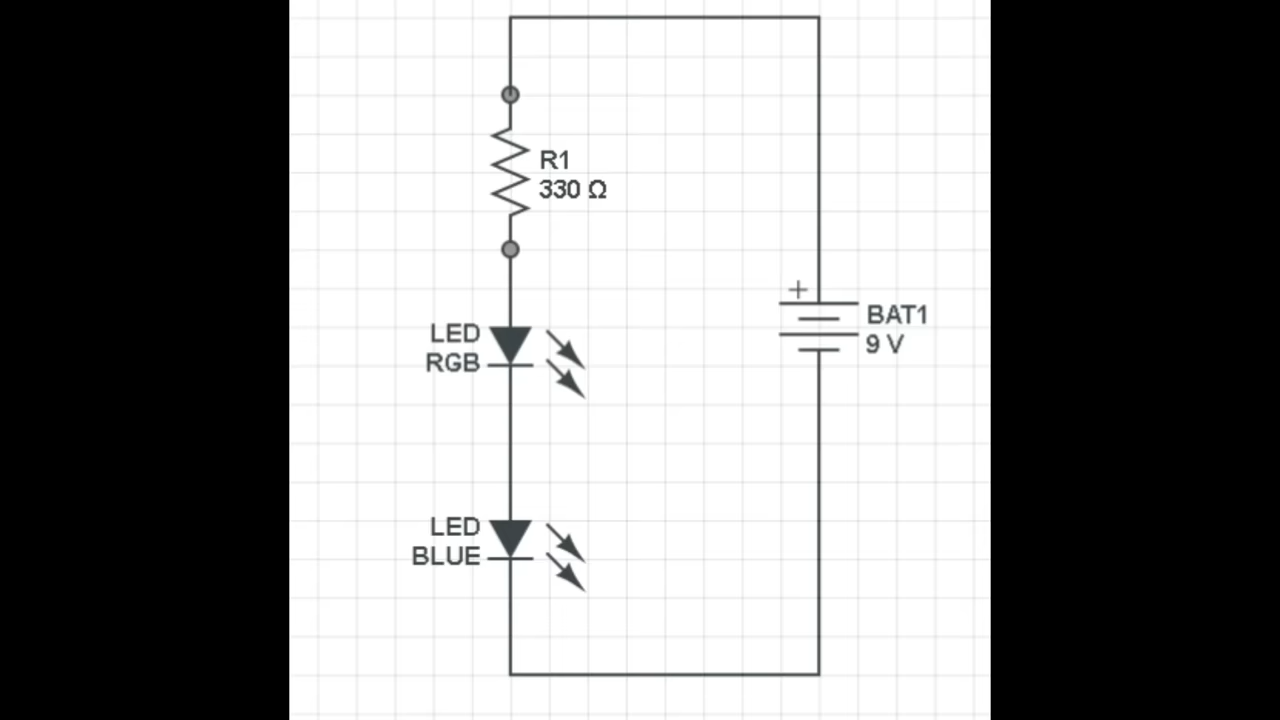 R1
330 Ω
LED
RGB
+
BAT1
9 V
LED
BLUE